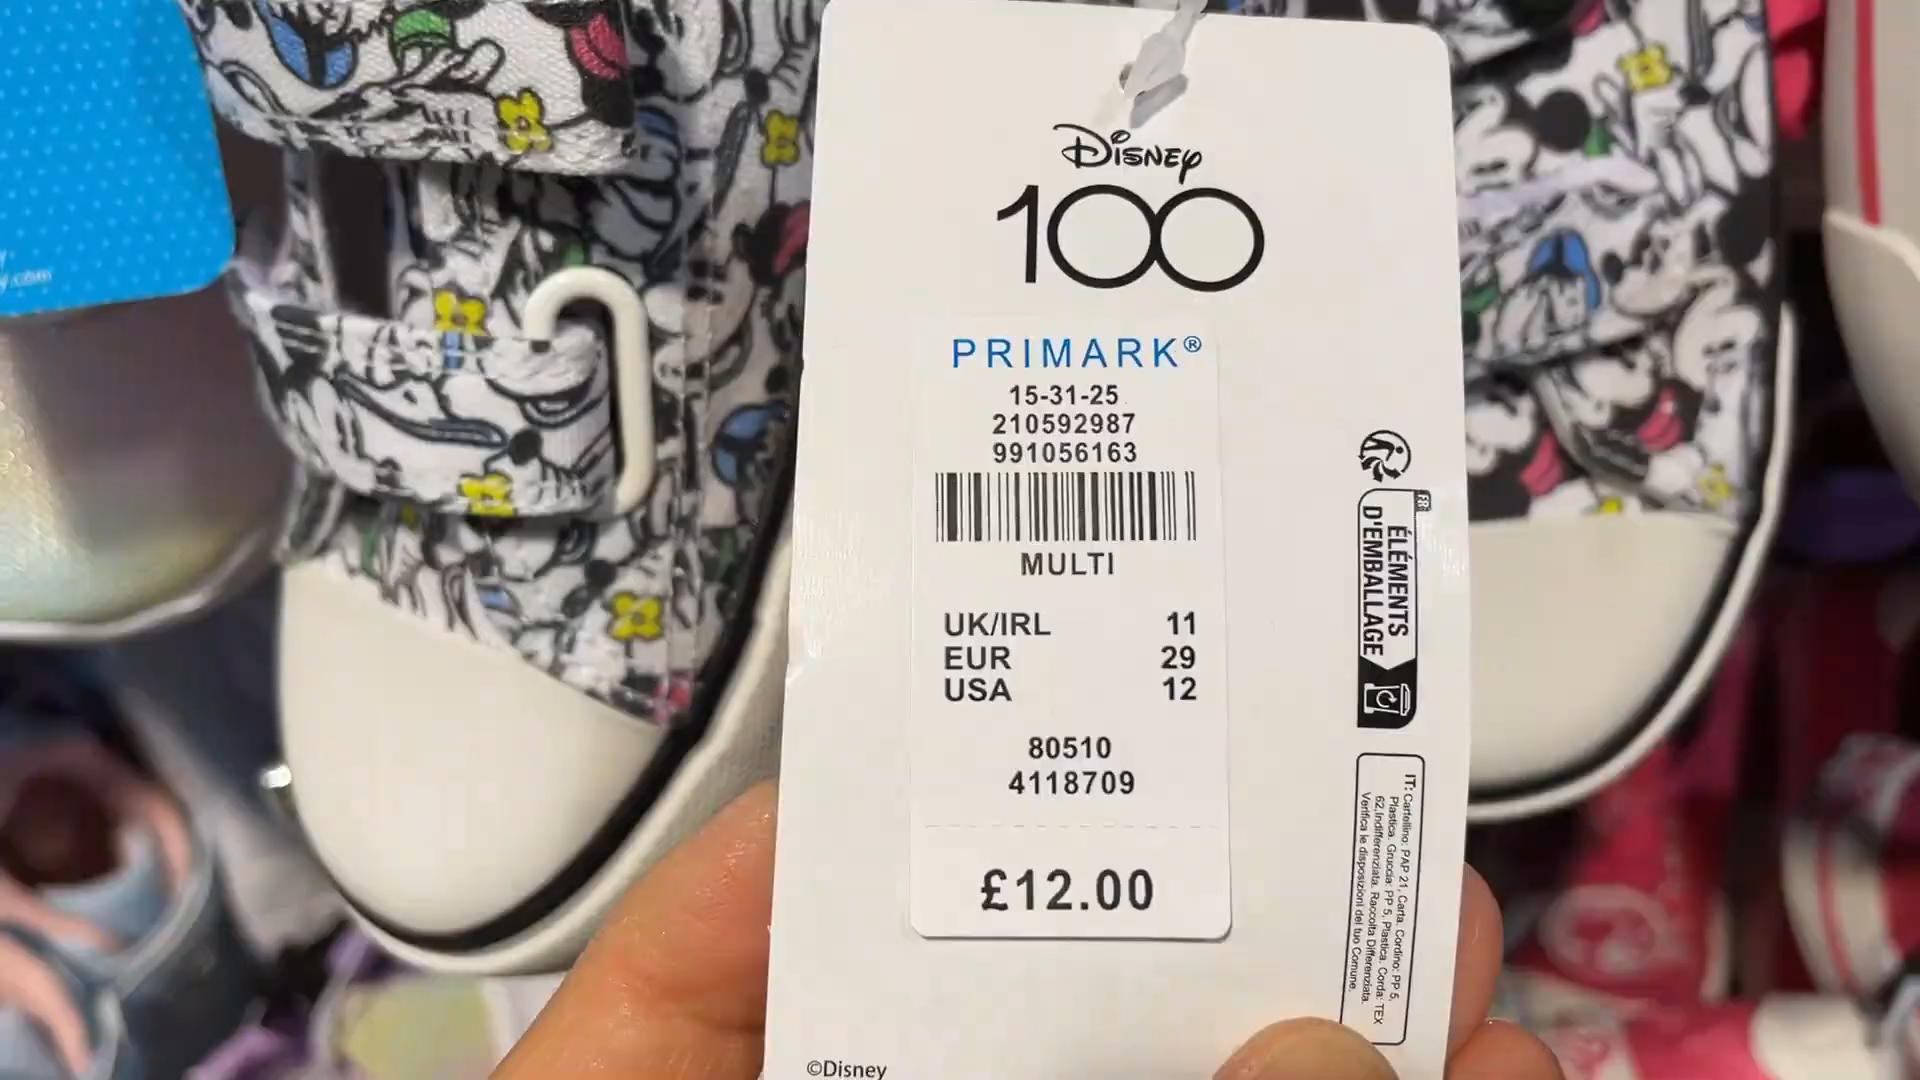 Disney
100
PRIMARK®
15-31-25
210592987
991056163
MULTI
UK/IRL 11
EUR 29
USA 12
80510
4118709
£12.00
FR
ÉLÉMENTS
D'EMBALLAGE
IT: Cartellino: PAP 21, Carta. Cordino: PP 5,
Plastica. Gruccia: PP 5, Plastica. Corda: TEX
62, Indifferenziata. Raccolta Differenziata.
Verifica le disposizioni del tuo Comune.
©Disney
.com